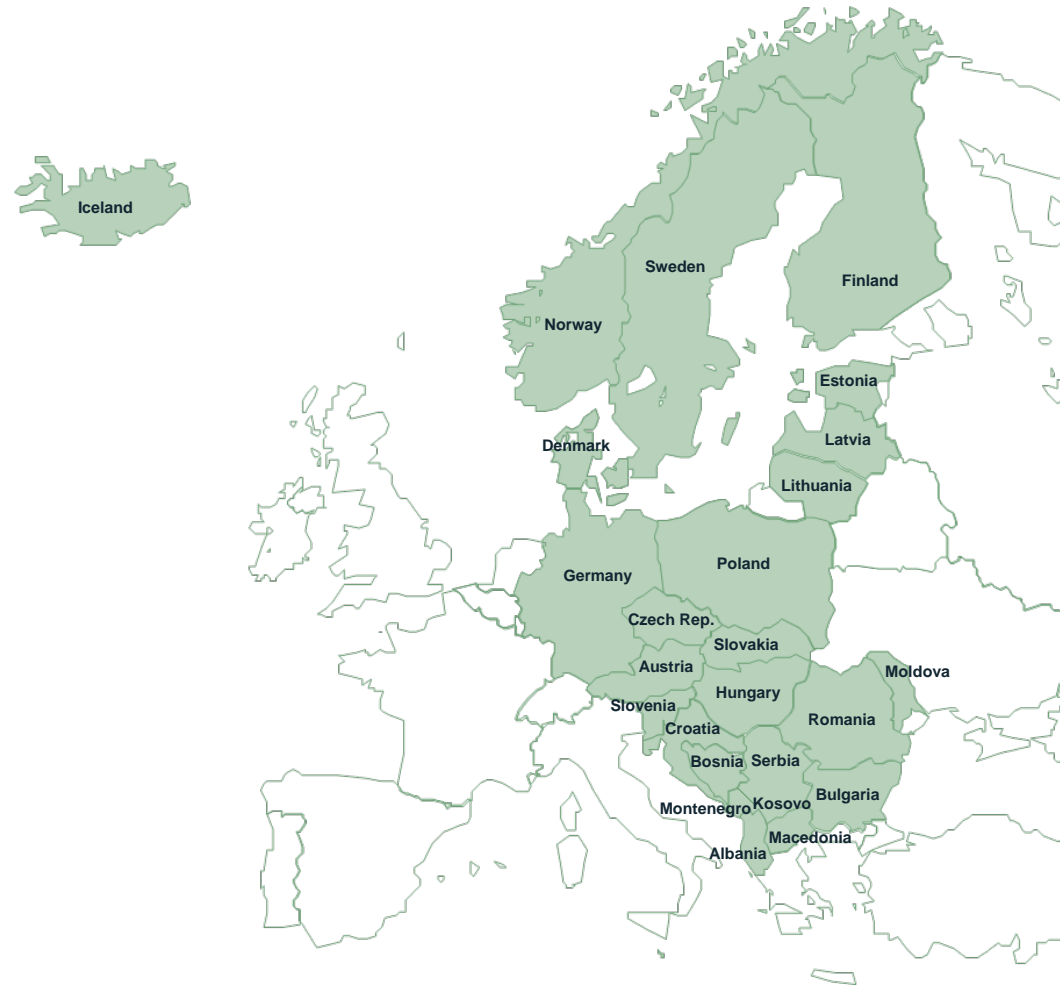 Iceland
Sweden
Finland
Norway
Estonia
Latvia
Denmark
Lithuania
Poland
Germany
Czech Rep.
Slovakia
Austria
Moldova
Hungary
Slovenia
Romania
Croatia
Bosnia
Serbia
Bulgaria
Kosovo
Montenegro
Macedonia
Albania